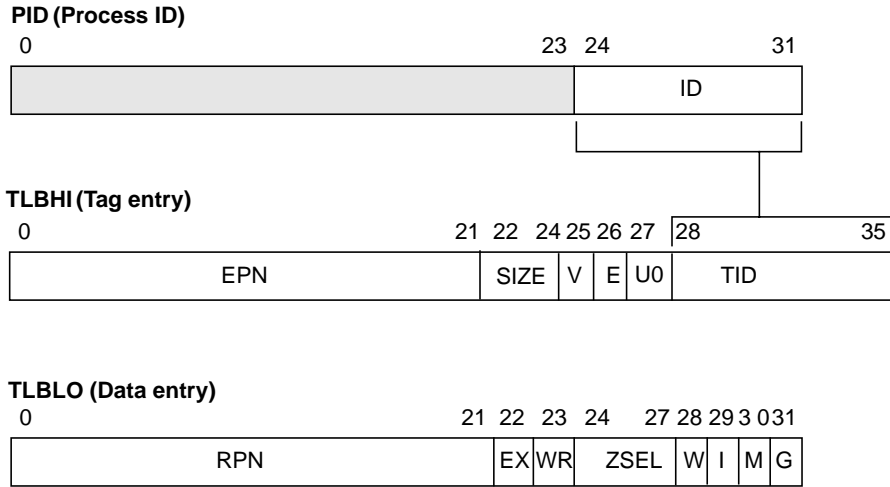 PID (Process ID)
0 23 24 31
ID
TLBHI (Tag entry)
0 21 22 24 25 26 27 28 35
EPN SIZE V E U0 TID
TLBLO (Data entry)
0 21 22 23 24 27 28 29 3 0 31
RPN EX WR ZSEL W I M G